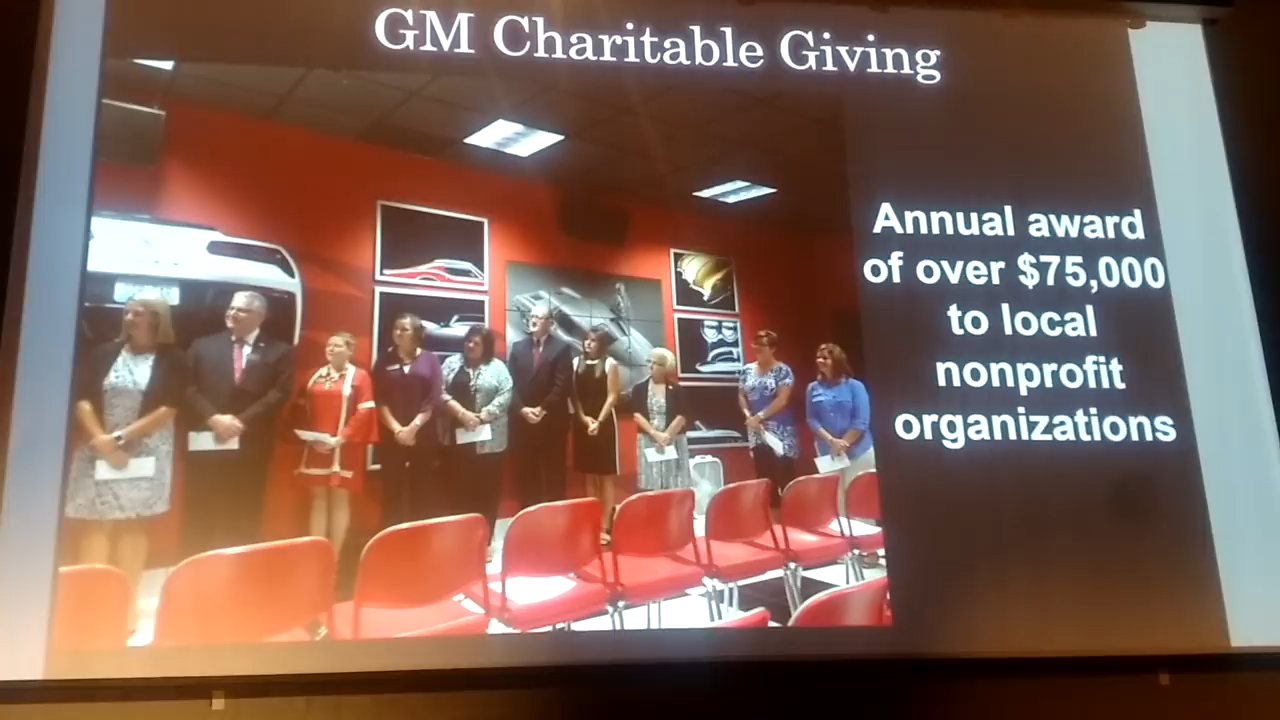 GM Charitable Giving
Annual award
of over $75,000
to local
nonprofit
organizations